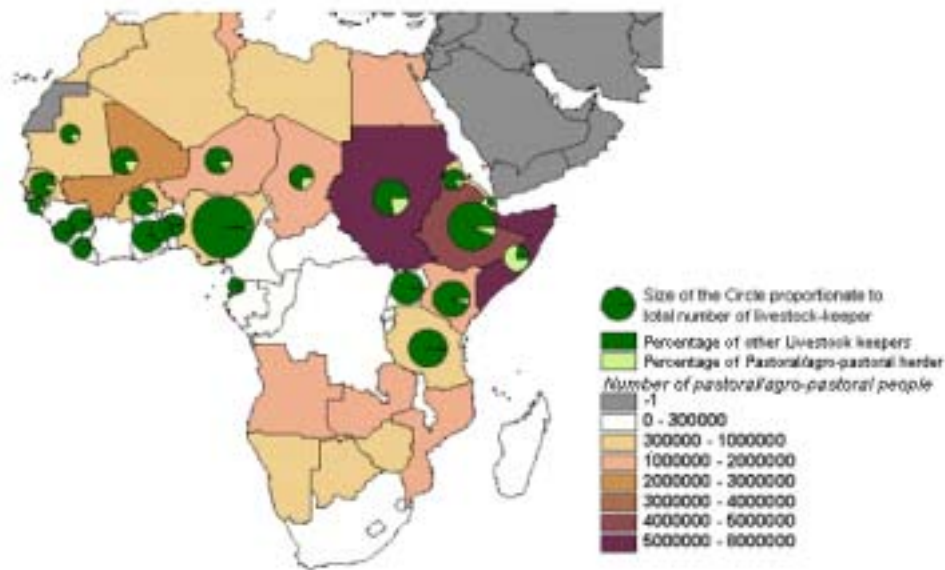 Size of the Circle proportionate to
total number of livestock-keeper
Percentage of other Livestock keepers
Percentage of Pastoral/agro-pastoral herder
Number of pastoral/agro-pastoral people
-1
0 - 300000
300000 - 1000000
1000000 - 2000000
2000000 - 3000000
3000000 - 4000000
4000000 - 5000000
5000000 - 8000000